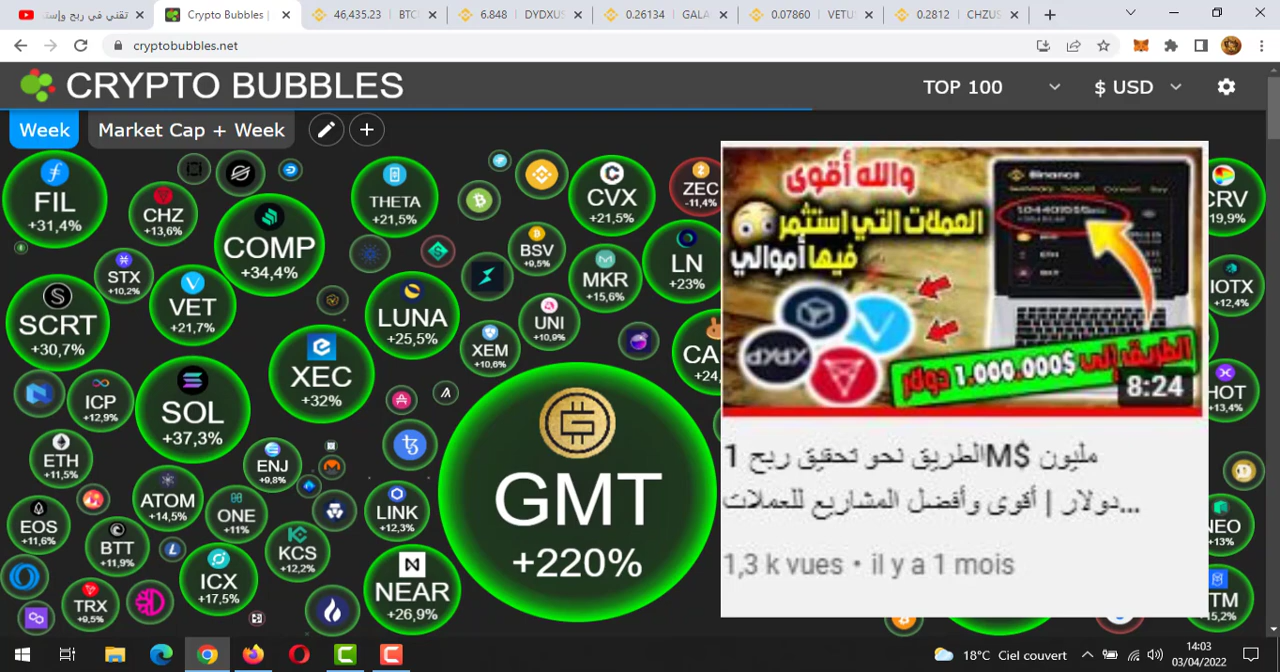 تقني في ربح وإست
Crypto Bubbles |
46,435.23 | BTC
6.848 | DYDXUS
0.26134 | GALA
0.07860 | VETUS
0.2812 | CHZUS
cryptobubbles.net
CRYPTO BUBBLES
TOP 100
$ USD
Week
Market Cap + Week
FIL
+31,4%
CHZ
+13,6%
COMP
+34,4%
THETA
+21,5%
CVX
+21,5%
ZEC
-11,4%
CRV
19,9%
STX
+10,2%
VET
+21,7%
BSV
+9,5%
MKR
+15,6%
LN
+23%
IOTX
+12,4%
SCRT
+30,7%
LUNA
+25,5%
UNI
+10,9%
XEM
+10,6%
CA
+24,
XEC
+32%
ICP
+12,9%
SOL
+37,3%
HOT
+13,4%
ETH
+11,5%
ENJ
+9,8%
GMT
+220%
ATOM
+14,5%
ONE
+11%
LINK
+12,3%
EOS
+11,6%
BTT
+11,9%
KCS
+12,2%
NEO
+13%
ICX
+17,5%
NEAR
+26,9%
TRX
+9,5%
TM
15,2%
والله أقوى
العملات التي استثمر
فيها أموالي
Binance
الطريق إلى 1.000.000$ دولار
8:24
الطريق نحو تحقيق ربح 1M$ مليون
دولار | أقوى وأفضل المشاريع للعملات...
1,3 k vues • il y a 1 mois
18°C Ciel couvert
14:03
03/04/2022